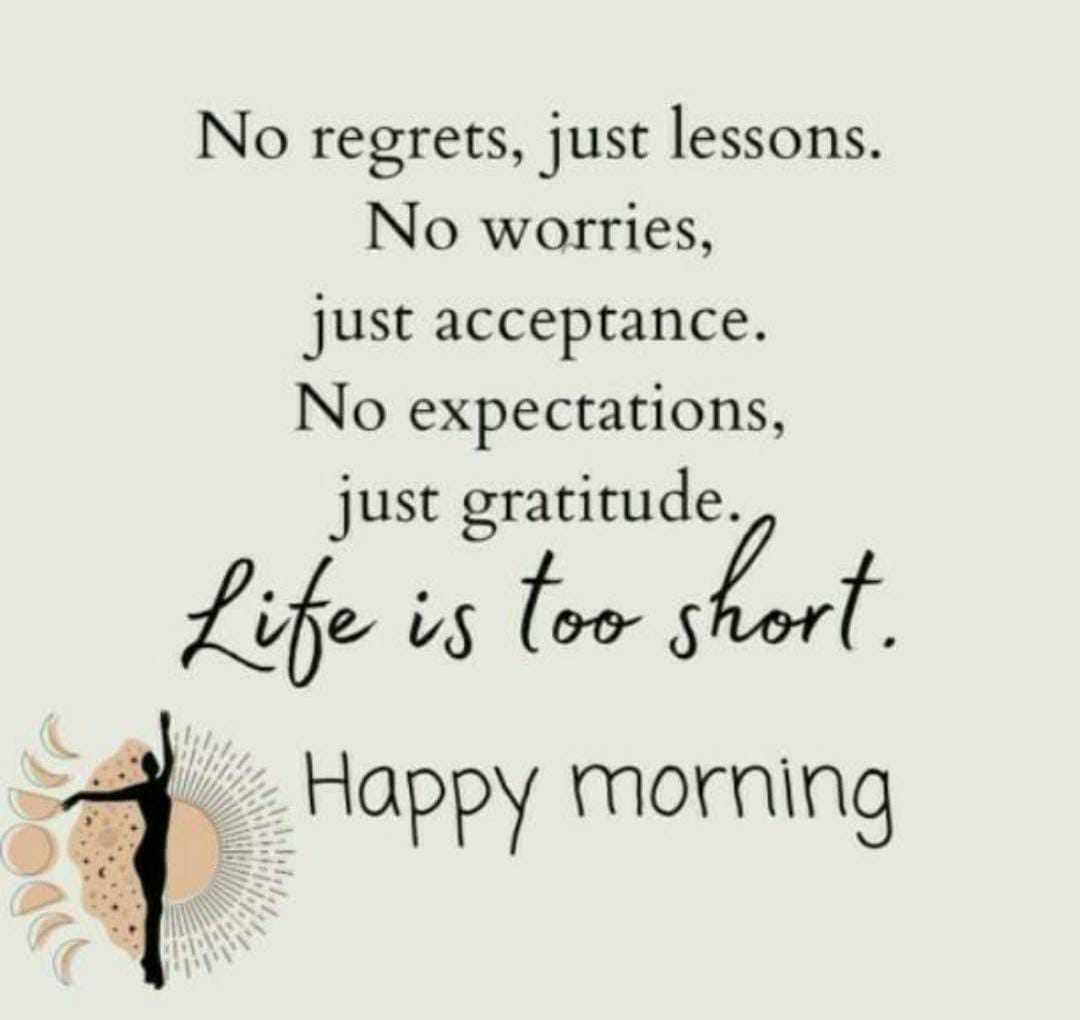 No regrets, just lessons.
No worries,
just acceptance.
No expectations,
just gratitude.
Life is too short.
Happy morning